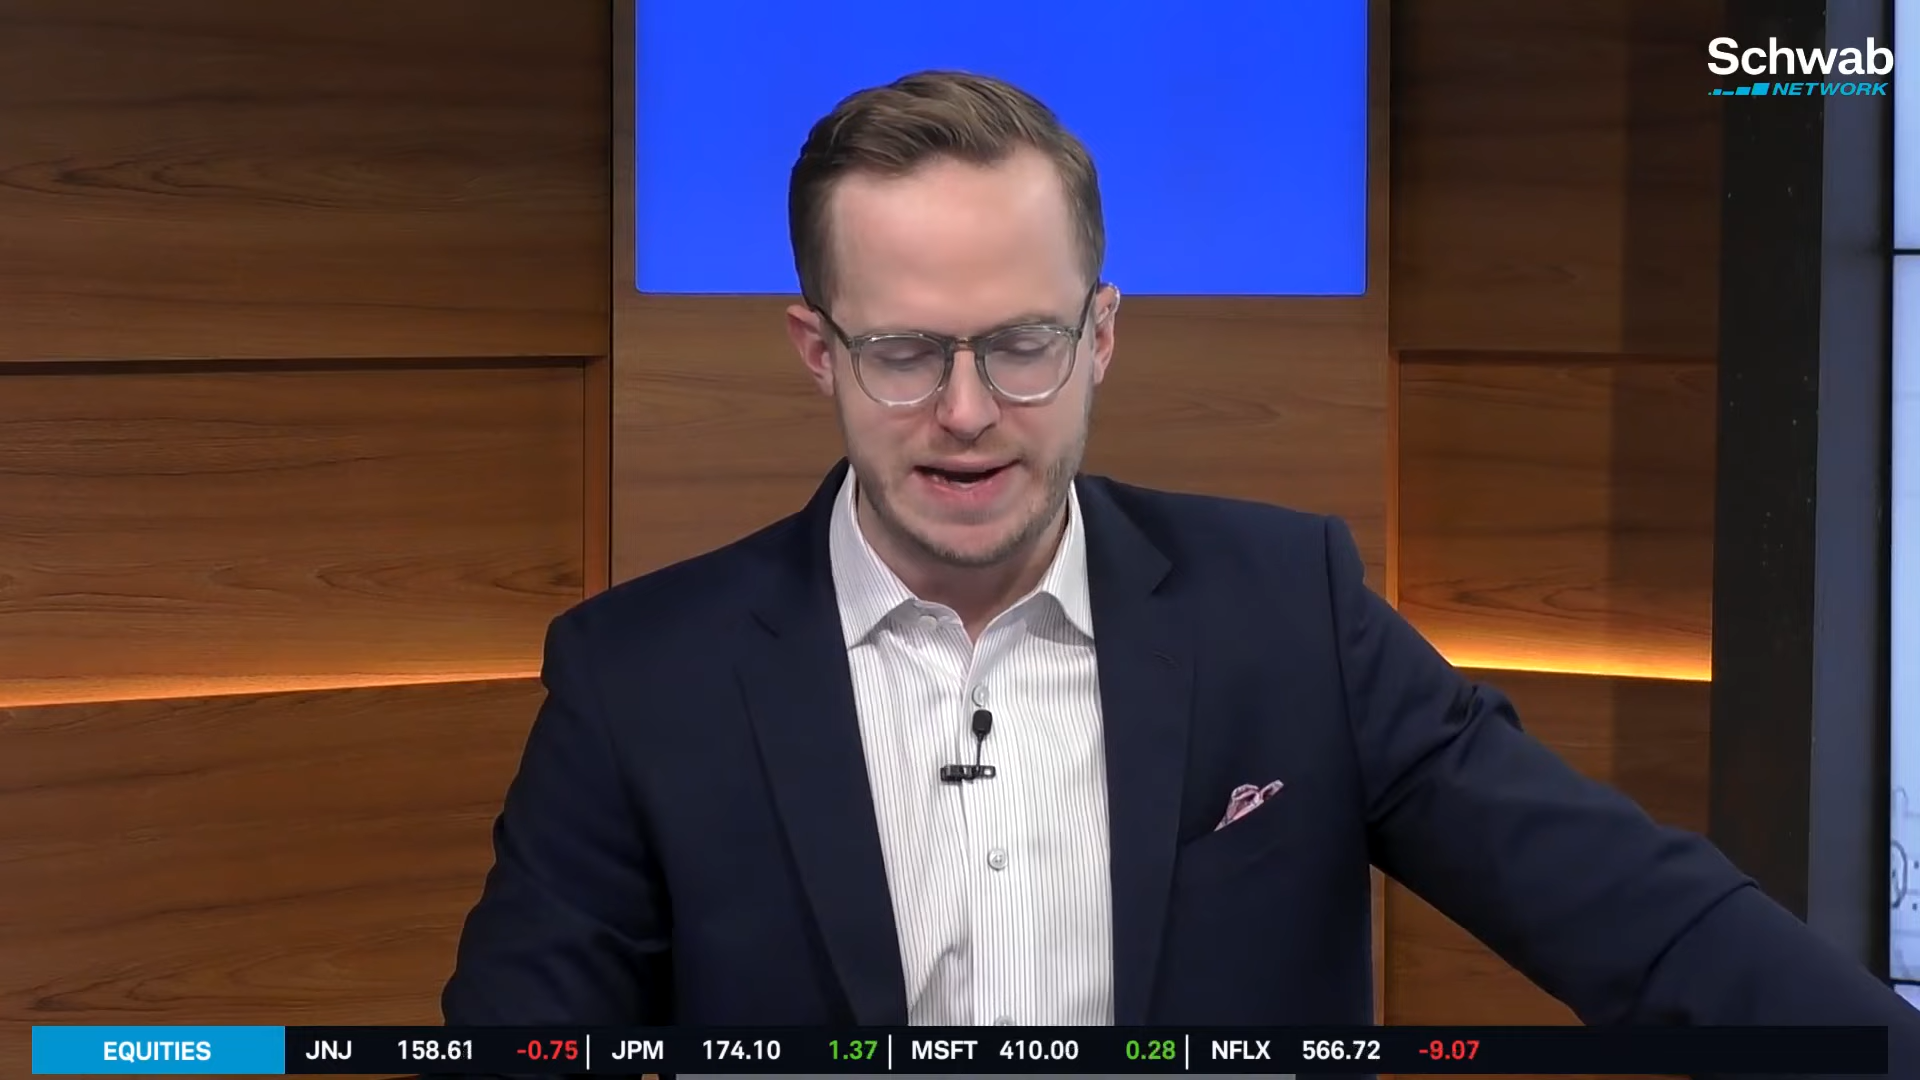 Schwab
NETWORK
EQUITIES JNJ 158.61 -0.75 JPM 174.10 1.37 MSFT 410.00 0.28 NFLX 566.72 -9.07